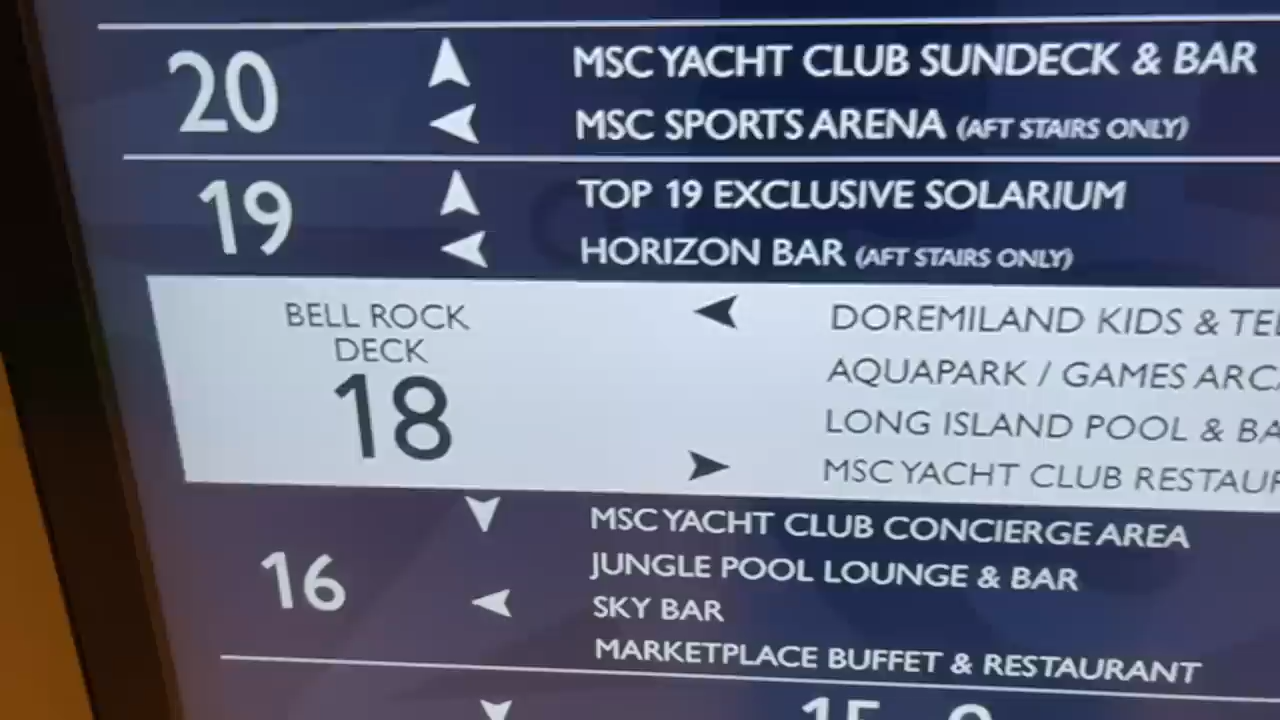 20 MSC YACHT CLUB SUNDECK & BAR
MSC SPORTS ARENA (AFT STAIRS ONLY)
19 TOP 19 EXCLUSIVE SOLARIUM
HORIZON BAR (AFT STAIRS ONLY)
BELL ROCK
DECK
18
DOREMILAND KIDS &
AQUAPARK / GAMES
LONG ISLAND POOL &
MSC YACHT CLUB
16
MSC YACHT CLUB CONCIERGE AREA
JUNGLE POOL LOUNGE & BAR
SKY BAR
MARKETPLACE BUFFET & RESTAURANT